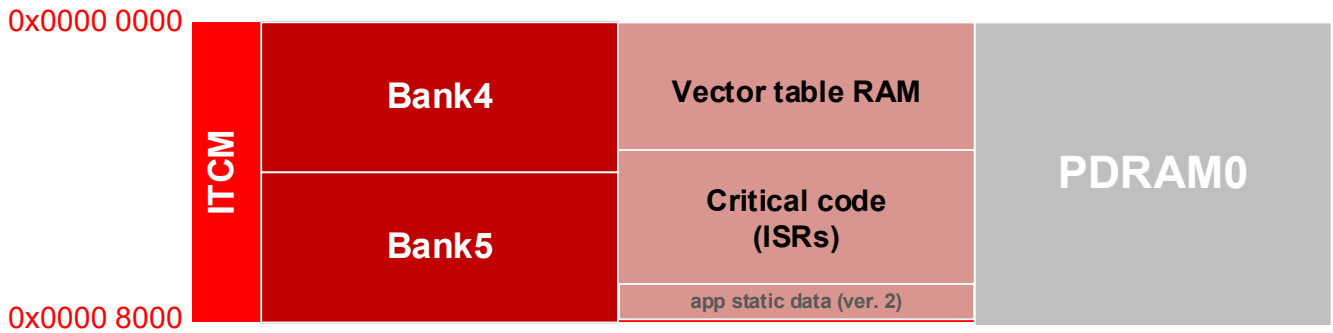 0x0000 0000
ITCM
Bank4
Bank5
Vector table RAM
Critical code
(ISRs)
app static data (ver. 2)
PDRAM0
0x0000 8000